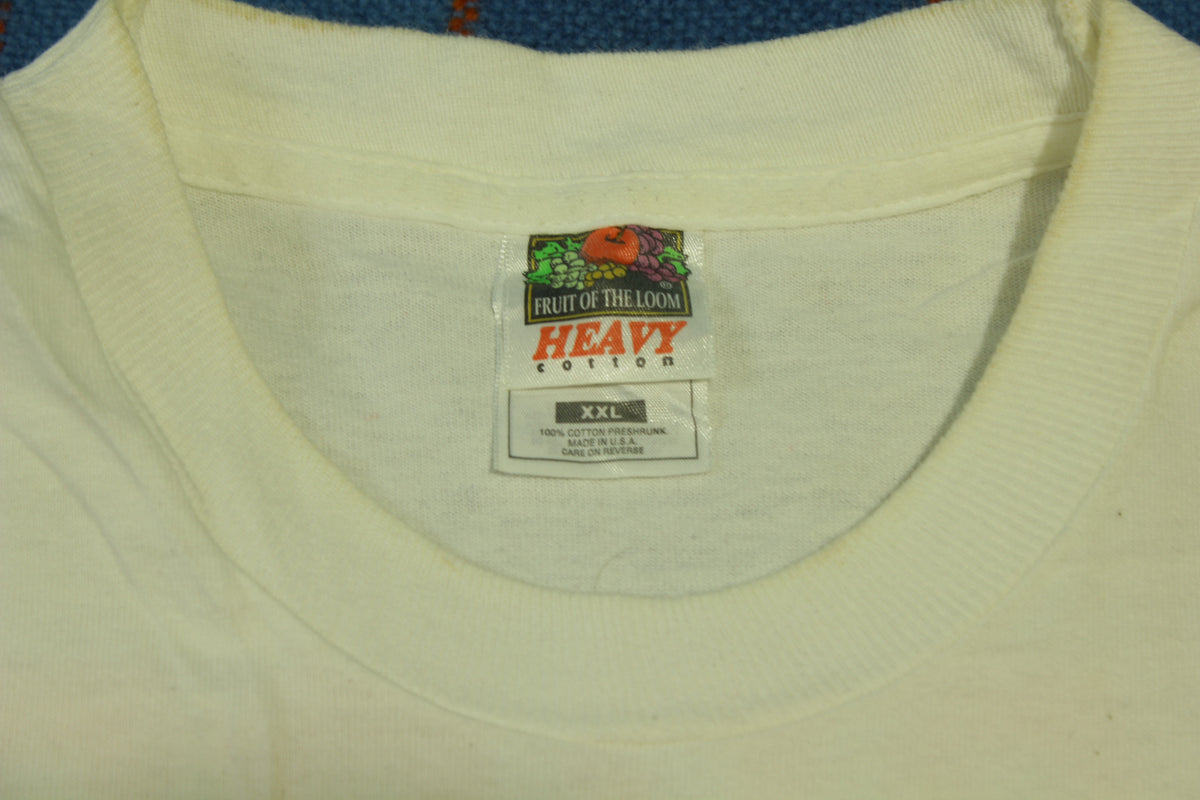 ®
FRUIT OF THE LOOM
HEAVY
cotton
XXL
100% COTTON PRESHRUNK
MADE IN U.S.A.
CARE ON REVERSE